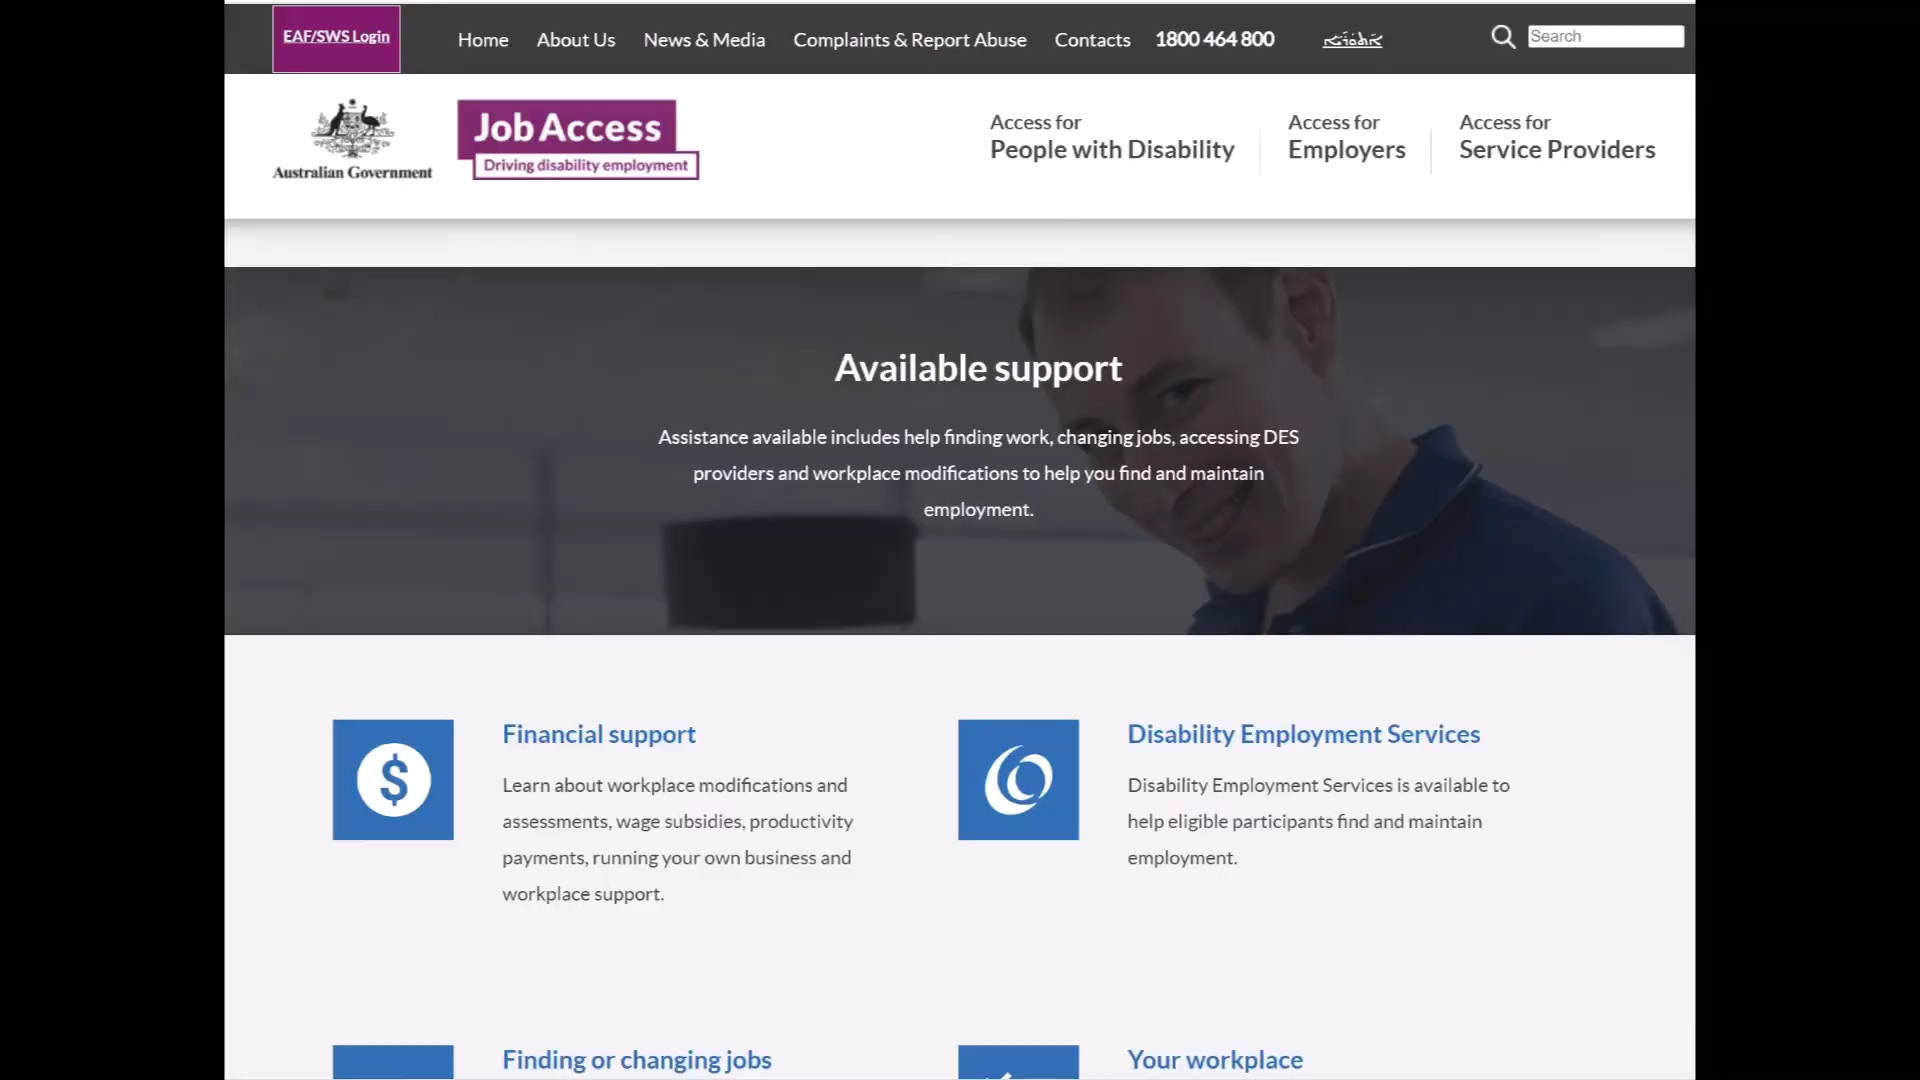 EAF/SWS Login
Home
About Us
News & Media
Complaints & Report Abuse
Contacts
1800 464 800
Search
Australian Government
Job Access
Driving disability employment
Access for
People with Disability
Access for
Employers
Access for
Service Providers
Available support
Assistance available includes help finding work, changing jobs, accessing DES
providers and workplace modifications to help you find and maintain
employment.
Financial support
Learn about workplace modifications and
assessments, wage subsidies, productivity
payments, running your own business and
workplace support.
Disability Employment Services
Disability Employment Services is available to
help eligible participants find and maintain
employment.
Finding or changing jobs
Your workplace